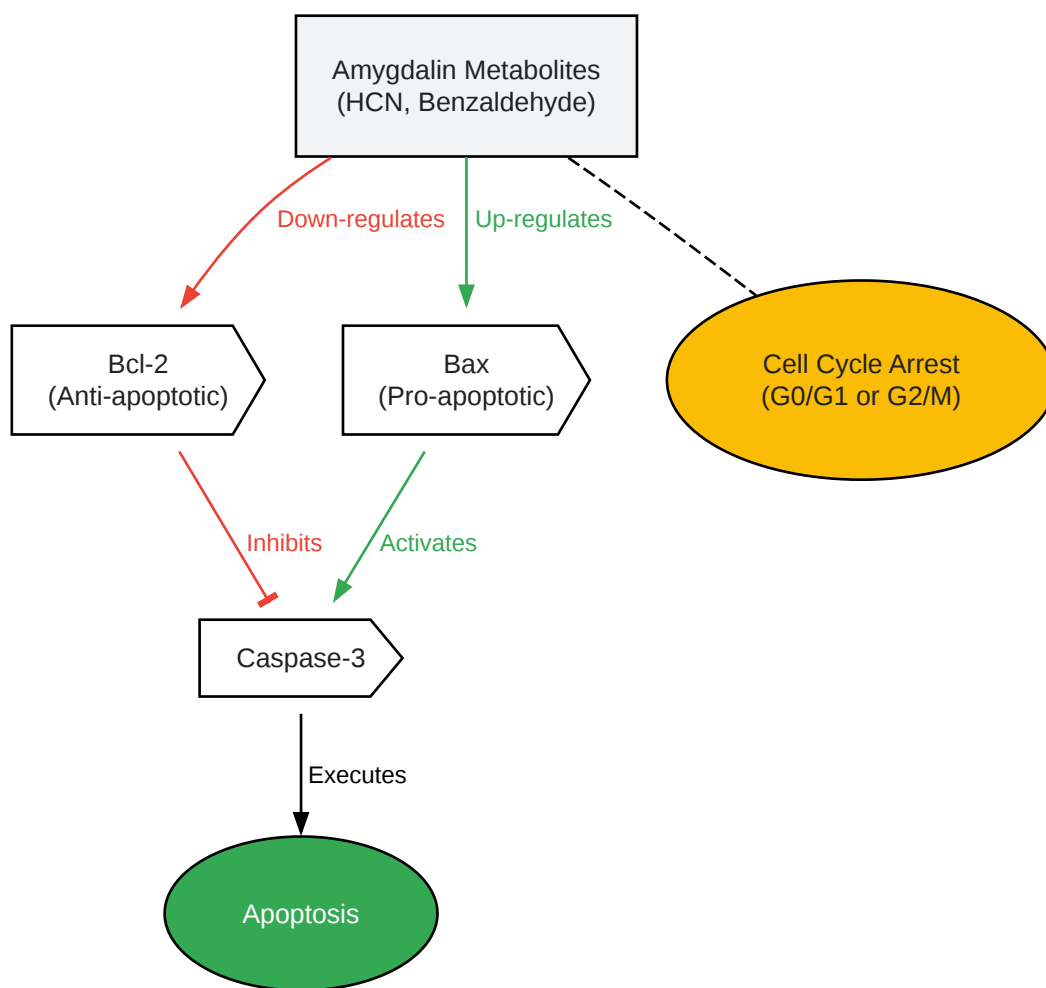 Amygdalin Metabolites
(HCN, Benzaldehyde)
Down-regulates
Up-regulates
Bcl-2
(Anti-apoptotic)
Bax
(Pro-apoptotic)
Cell Cycle Arrest
(G0/G1 or G2/M)
Inhibits
Activates
Caspase-3
Executes
Apoptosis